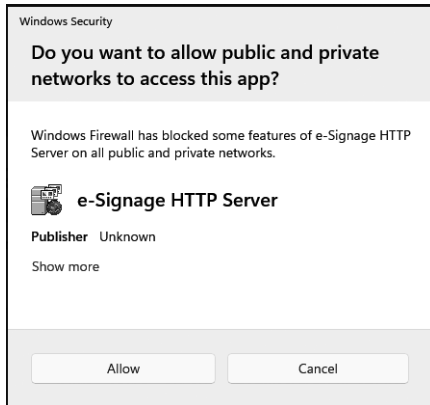 Windows Security
Do you want to allow public and private
networks to access this app?
Windows Firewall has blocked some features of e-Signage HTTP
Server on all public and private networks.
e-Signage HTTP Server
Publisher Unknown
Show more
Allow
Cancel